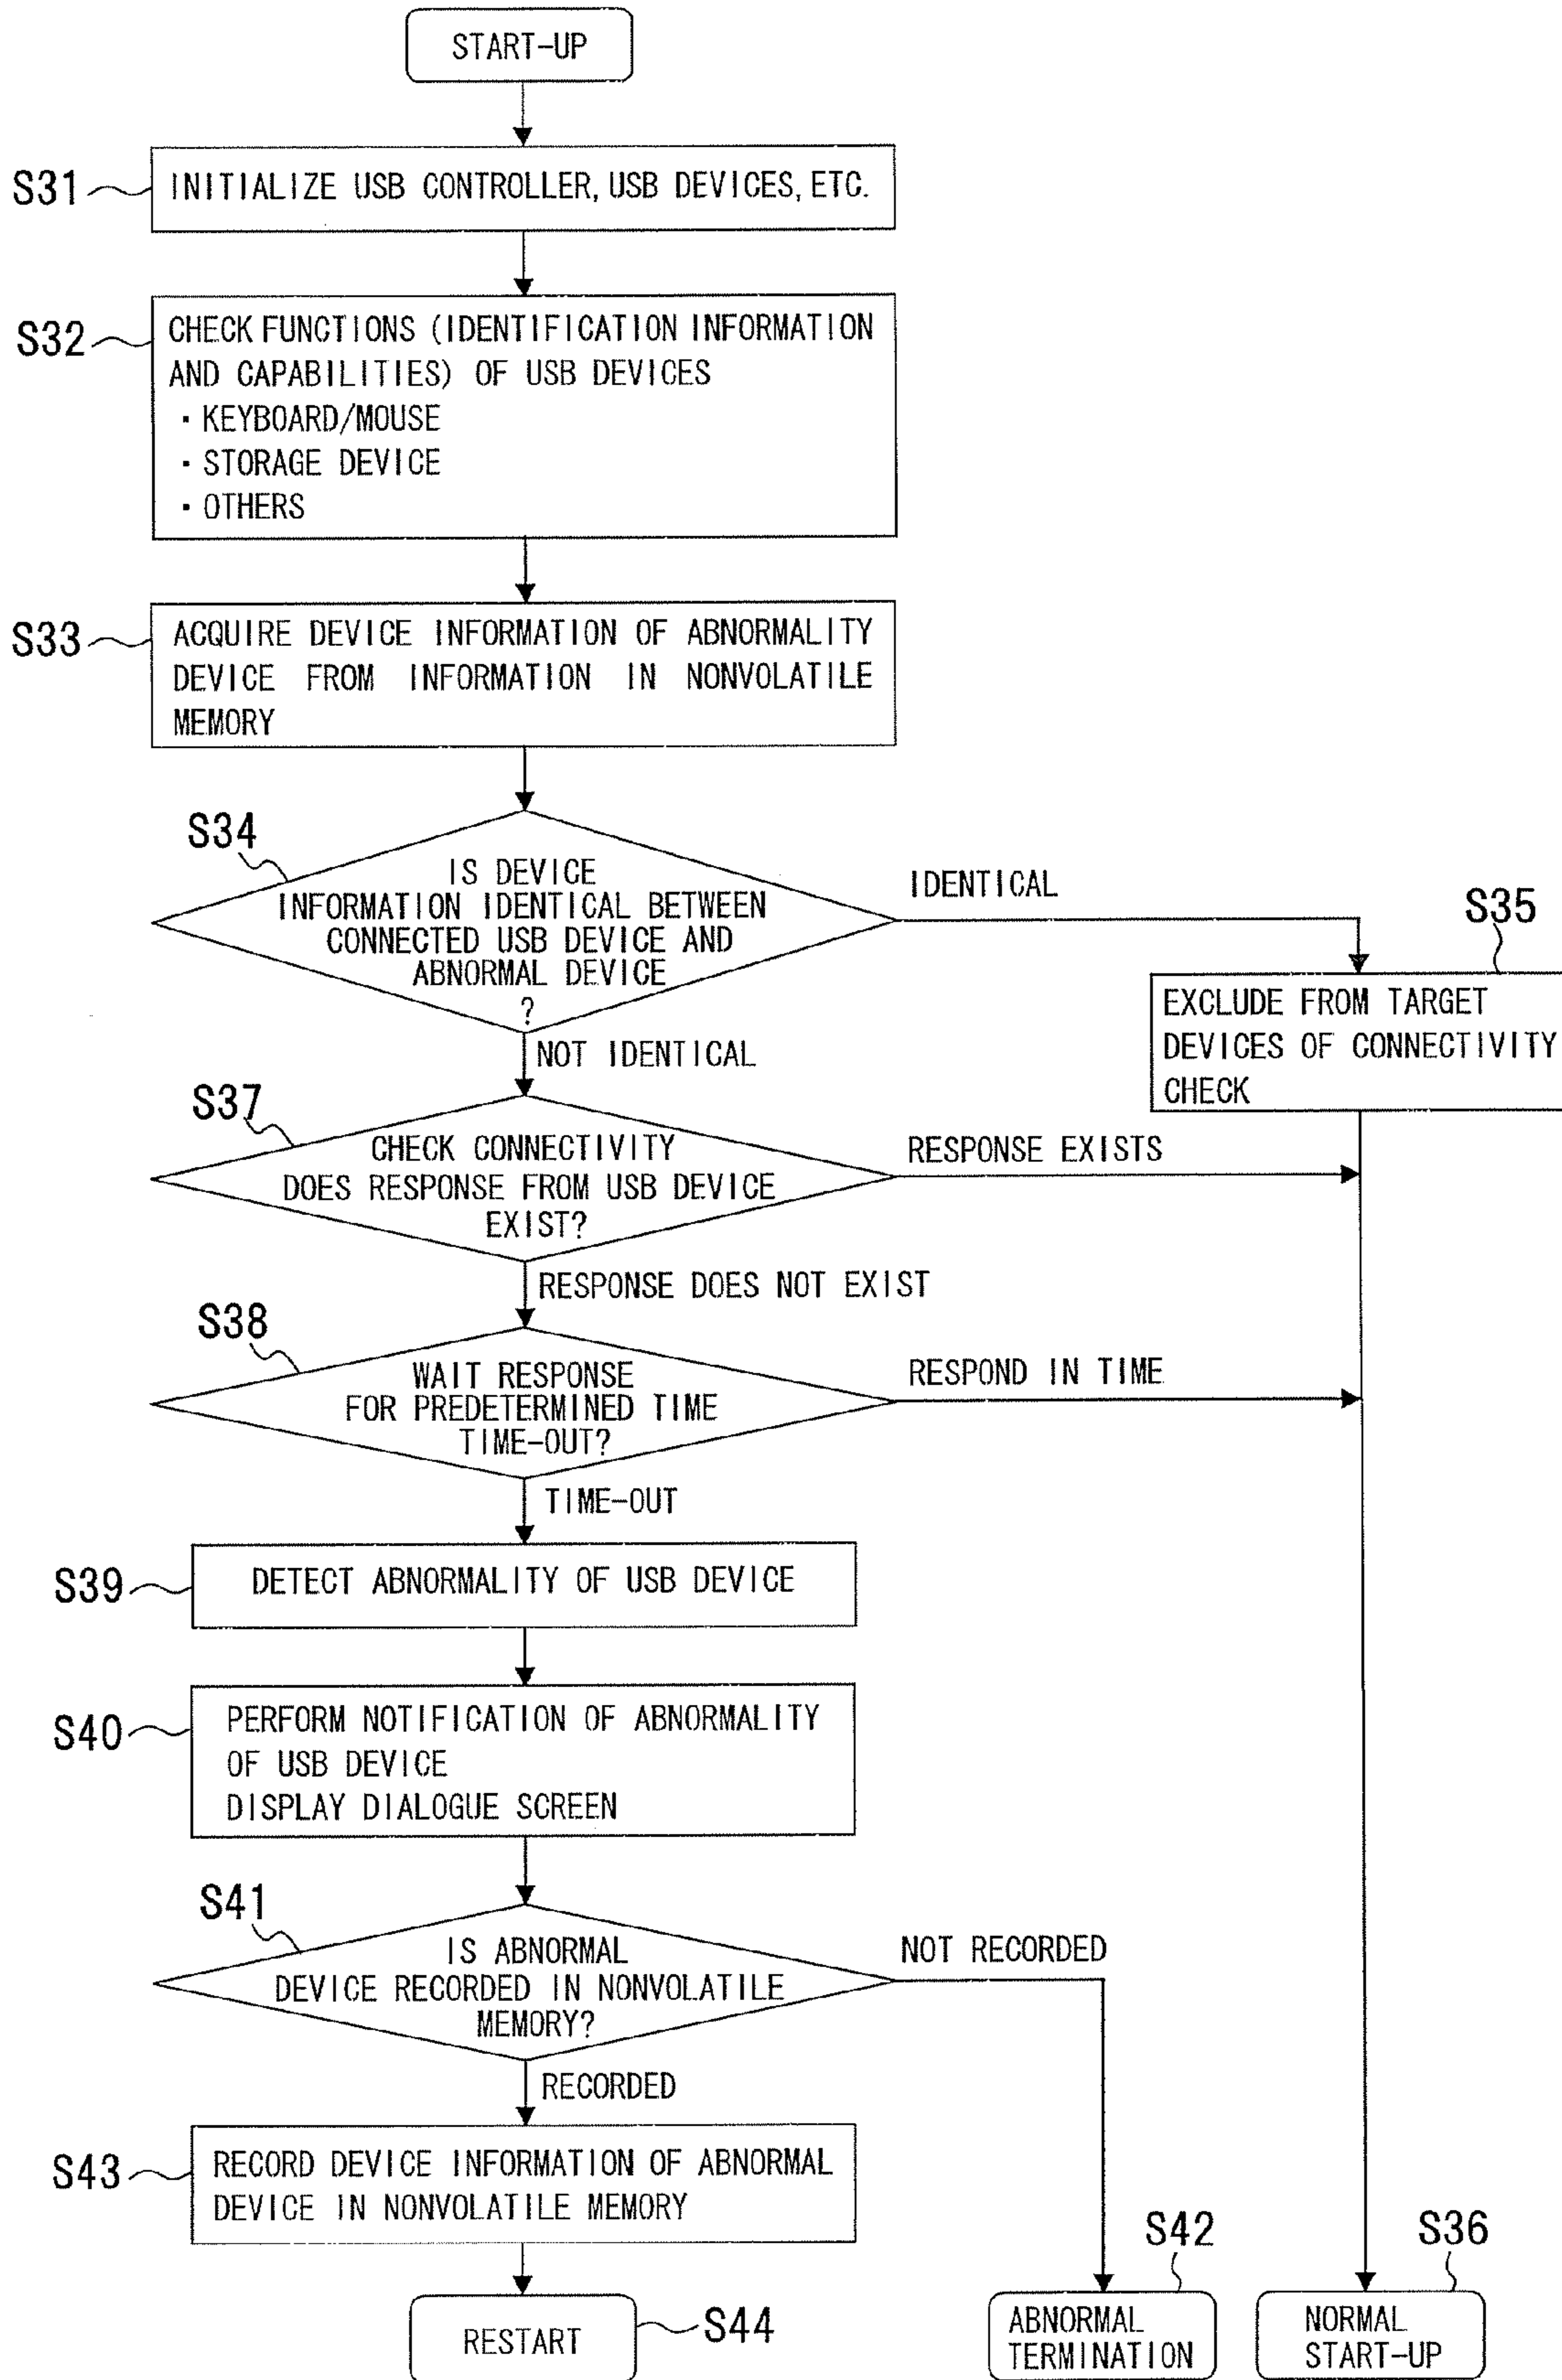 START-UP
S31
INITIALIZE USB CONTROLLER, USB DEVICES, ETC.
S32
CHECK FUNCTIONS (IDENTIFICATION INFORMATION
AND CAPABILITIES) OF USB DEVICES
・KEYBOARD/MOUSE
・STORAGE DEVICE
・OTHERS
S33
ACQUIRE DEVICE INFORMATION OF ABNORMALITY
DEVICE FROM INFORMATION IN NONVOLATILE
MEMORY
S34
IS DEVICE
INFORMATION IDENTICAL BETWEEN
CONNECTED USB DEVICE AND
ABNORMAL DEVICE
?
IDENTICAL
S35
EXCLUDE FROM TARGET
DEVICES OF CONNECTIVITY
CHECK
NOT IDENTICAL
S37
CHECK CONNECTIVITY
DOES RESPONSE FROM USB DEVICE
EXIST?
RESPONSE EXISTS
RESPONSE DOES NOT EXIST
S38
WAIT RESPONSE
FOR PREDETERMINED TIME
TIME-OUT?
RESPOND IN TIME
TIME-OUT
S39
DETECT ABNORMALITY OF USB DEVICE
S40
PERFORM NOTIFICATION OF ABNORMALITY
OF USB DEVICE
DISPLAY DIALOGUE SCREEN
S41
IS ABNORMAL
DEVICE RECORDED IN NONVOLATILE
MEMORY?
NOT RECORDED
RECORDED
S43
RECORD DEVICE INFORMATION OF ABNORMAL
DEVICE IN NONVOLATILE MEMORY
RESTART
S44
S42
ABNORMAL
TERMINATION
S36
NORMAL
START-UP